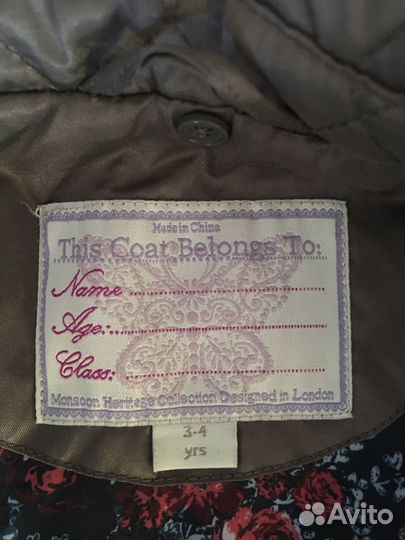 Made in China
This Coat Belongs To:
Name
Age:
Class:
Monsoon Heritage Collection Designed in London
3-4
yrs
Avito